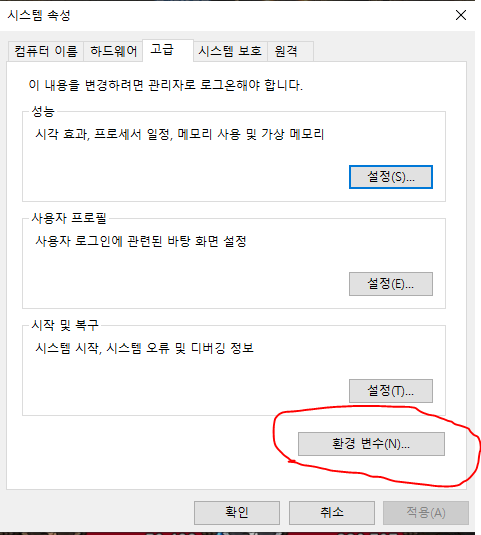 시스템 속성
컴퓨터 이름 하드웨어 고급 시스템 보호 원격
이 내용을 변경하려면 관리자로 로그온해야 합니다.
성능
시각 효과, 프로세서 일정, 메모리 사용 및 가상 메모리
설정(S)...
사용자 프로필
사용자 로그인에 관련된 바탕 화면 설정
설정(E)...
시작 및 복구
시스템 시작, 시스템 오류 및 디버깅 정보
설정(T)...
환경 변수(N)...
확인 취소 적용(A)